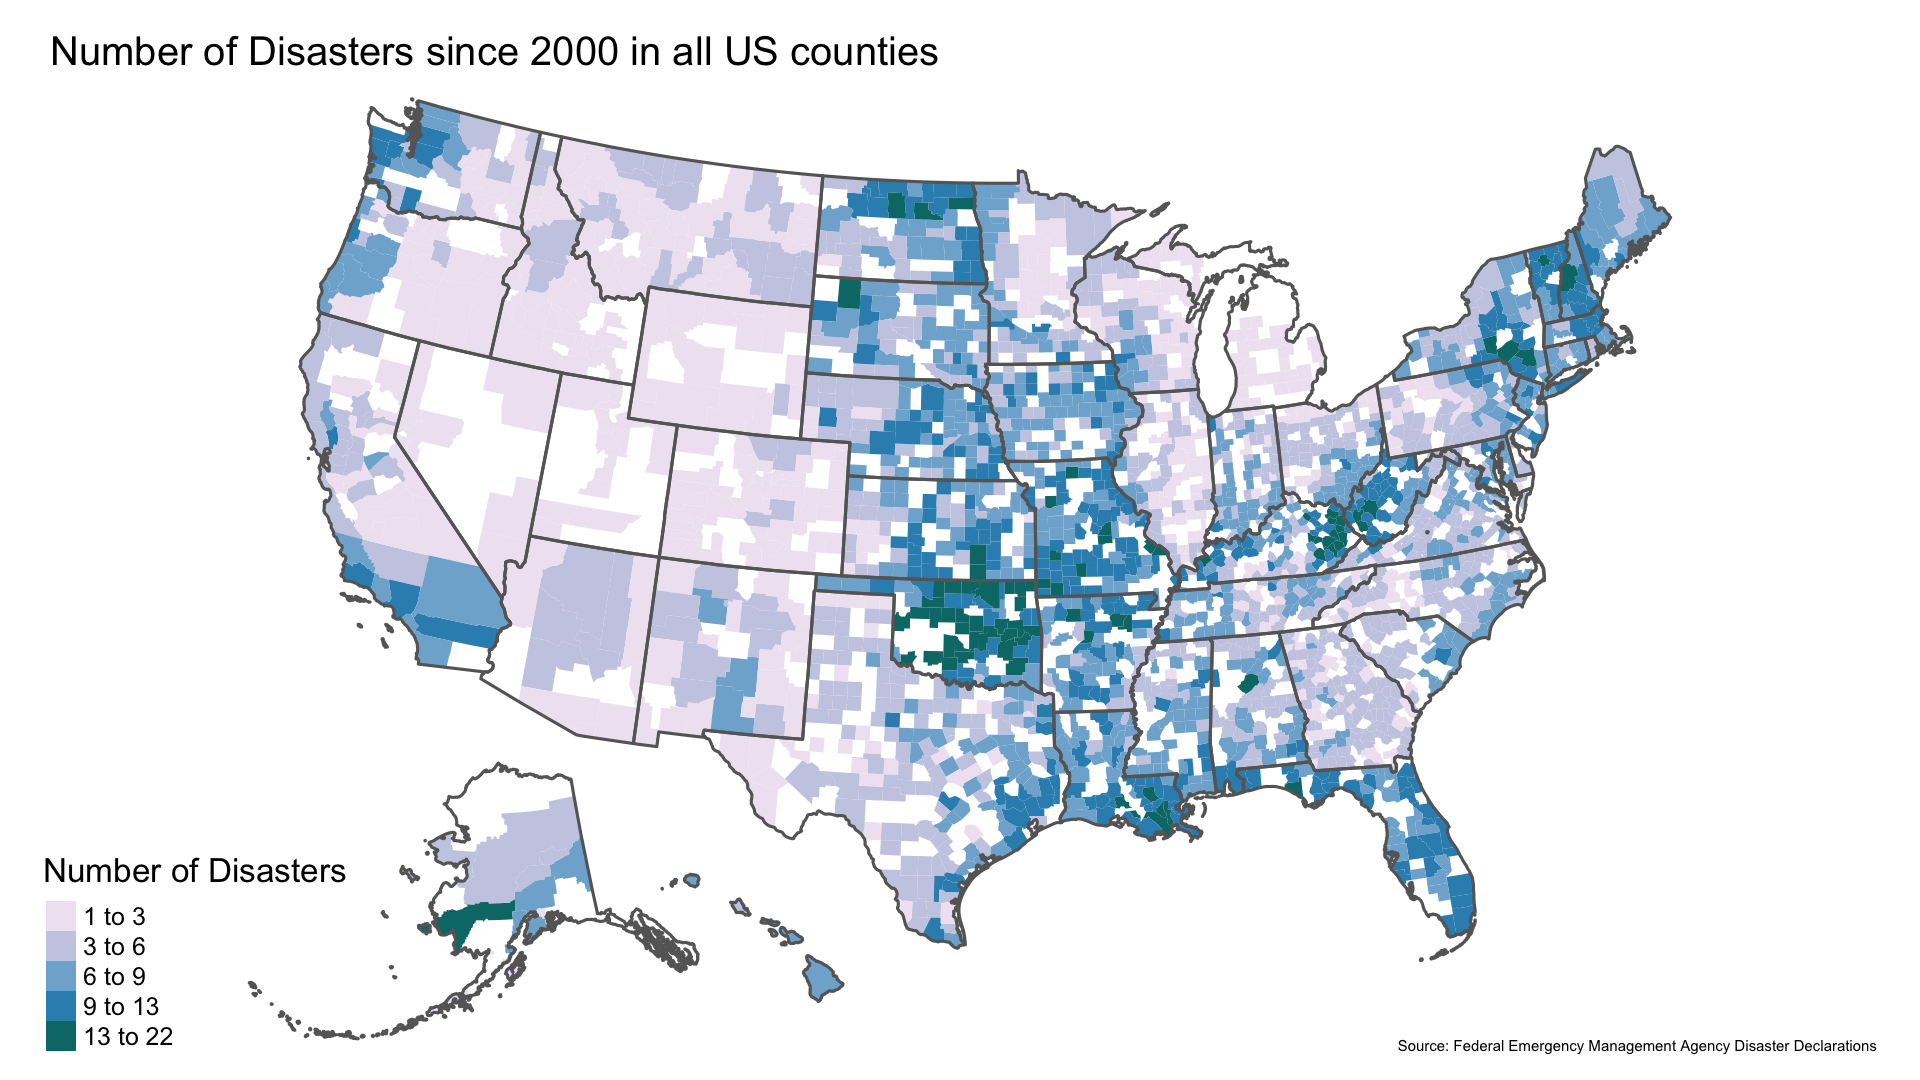 Number of Disasters since 2000 in all US counties
Number of Disasters
1 to 3
3 to 6
6 to 9
9 to 13
13 to 22
Source: Federal Emergency Management Agency Disaster Declarations